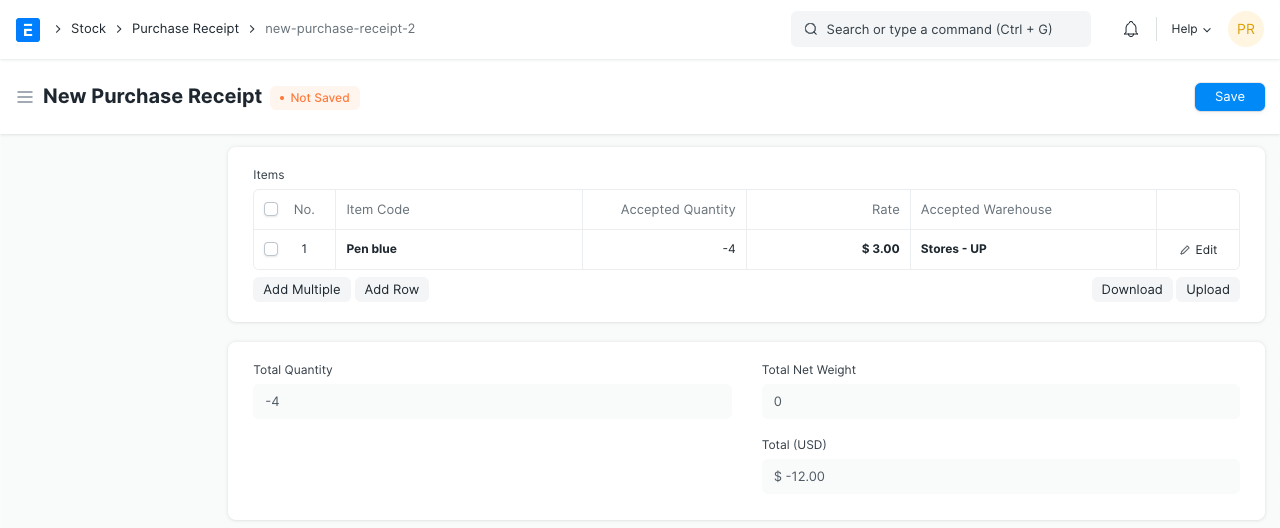 E
Stock
Purchase Receipt
new-purchase-receipt-2
Search or type a command (Ctrl + G)
Help
PR
New Purchase Receipt
• Not Saved
Save
Items
No. Item Code Accepted Quantity Rate Accepted Warehouse
1 Pen blue -4 $ 3.00 Stores - UP Edit
Add Multiple Add Row Download Upload
Total Quantity
-4
Total Net Weight
0
Total (USD)
$ -12.00